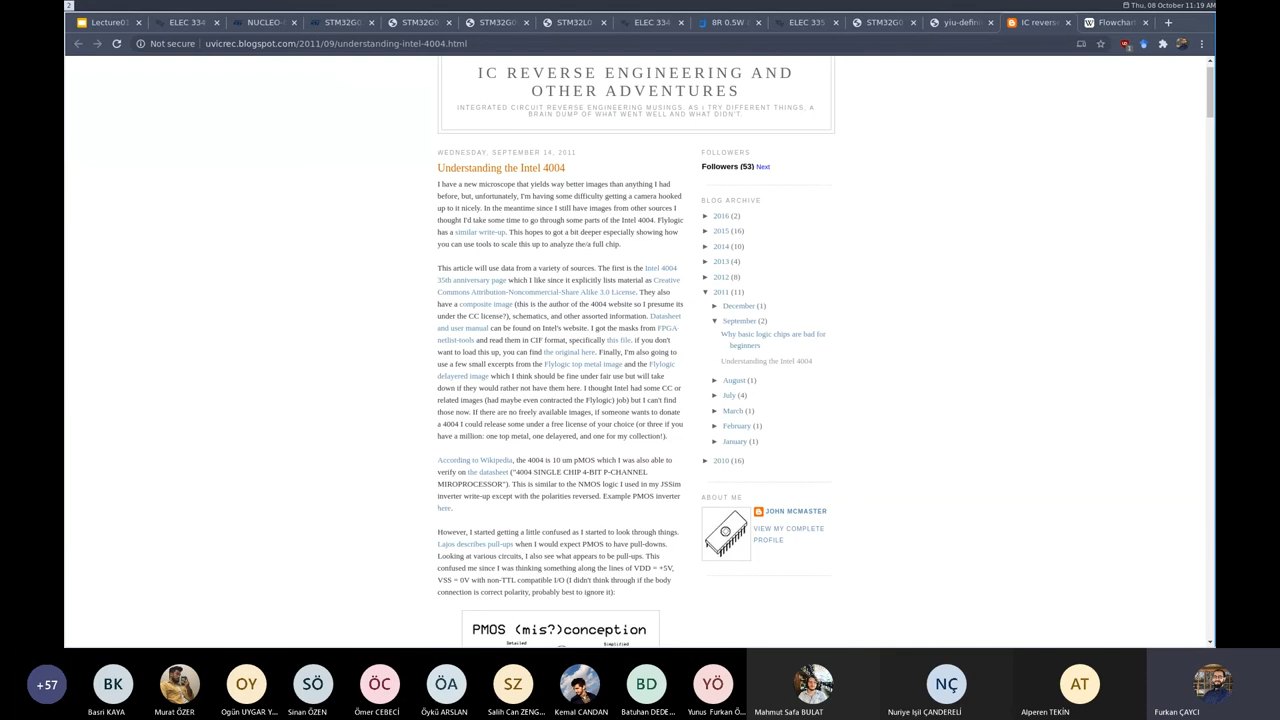 2
Thu, 08 October 11:19 AM
Lecture01
ELEC 334
NUCLEO-
STM32G0
STM32G0
STM32G0
STM32L0
ELEC 334
8R 0.5W
ELEC 335
STM32G0
yiu-defini
IC reverse
Flowchar
Not secure
uvicrec.blogspot.com/2011/09/understanding-intel-4004.html
IC REVERSE ENGINEERING AND
OTHER ADVENTURES
INTEGRATED CIRCUIT REVERSE ENGINEERING MUSINGS. AS I TRY DIFFERENT THINGS, A
BRAIN DUMP OF WHAT WENT WELL AND WHAT DIDN'T.
WEDNESDAY, SEPTEMBER 14, 2011
Understanding the Intel 4004
I have a new microscope that yields way better images than anything I had
before, but, unfortunately, I'm having some difficulty getting a camera hooked
up to it nicely. In the meantime since I still have images from other sources I
thought I'd take some time to go through some parts of the Intel 4004. Flylogic
has a similar write-up. This hopes to got a bit deeper especially showing how
you can use tools to scale this up to analyze the/a full chip.
This article will use data from a variety of sources. The first is the Intel 4004
35th anniversary page which I like since it explicitly lists material as Creative
Commons Attribution-Noncommercial-Share Alike 3.0 License. They also
have a composite image (this is the author of the 4004 website so I presume its
under the CC license?), schematics, and other assorted information. Datasheet
and user manual can be found on Intel's website. I got the masks from FPGA
netlist-tools and read them in CIF format, specifically this file. if you don't
want to load this up, you can find the original here. Finally, I'm also going to
use a few small excerpts from the Flylogic top metal image and the Flylogic
delayered image which I think should be fine under fair use but will take
down if they would rather not have them here. I thought Intel had some CC or
related images (had maybe even contracted the Flylogic) job) but I can't find
those now. If there are no freely available images, if someone wants to donate
a 4004 I could release some under a free license of your choice (or three if you
have a million: one top metal, one delayered, and one for my collection!).
According to Wikipedia, the 4004 is 10 um pMOS which I was also able to
verify on the datasheet ("4004 SINGLE CHIP 4-BIT P-CHANNEL
MIROPROCESSOR"). This is similar to the NMOS logic I used in my JSSim
inverter write-up except with the polarities reversed. Example PMOS inverter
here.
However, I started getting a little confused as I started to look through things.
Lajos describes pull-ups when I would expect PMOS to have pull-downs.
Looking at various circuits, I also see what appears to be pull-ups. This
confused me since I was thinking something along the lines of VDD = +5V,
VSS = 0V with non-TTL compatible I/O (I didn't think through if the body
connection is correct polarity, probably best to ignore it):
PMOS (mis?)conception
Detailed
Simplified
FOLLOWERS
Followers (53) Next
BLOG ARCHIVE
► 2016 (2)
► 2015 (16)
► 2014 (10)
► 2013 (4)
► 2012 (8)
▼ 2011 (11)
► December (1)
▼ September (2)
Why basic logic chips are bad for
beginners
Understanding the Intel 4004
► August (1)
► July (4)
► March (1)
► February (1)
► January (1)
► 2010 (16)
ABOUT ME
JOHN MCMASTER
VIEW MY COMPLETE
PROFILE
+57
BK
OY
SÖ
ÖC
ÖA
SZ
BD
YÖ
NÇ
AT
Basri KAYA
Murat ÖZER
Ogün UYGAR Y...
Sinan ÖZEN
Ömer CEBECİ
Öykü ARSLAN
Salih Can ZENG...
Kemal CANDAN
Batuhan DEDE...
Yunus Furkan Ö...
Mahmut Safa BULAT
Nuriye Işil ÇANDERELİ
Alperen TEKİN
Furkan ÇAYCI